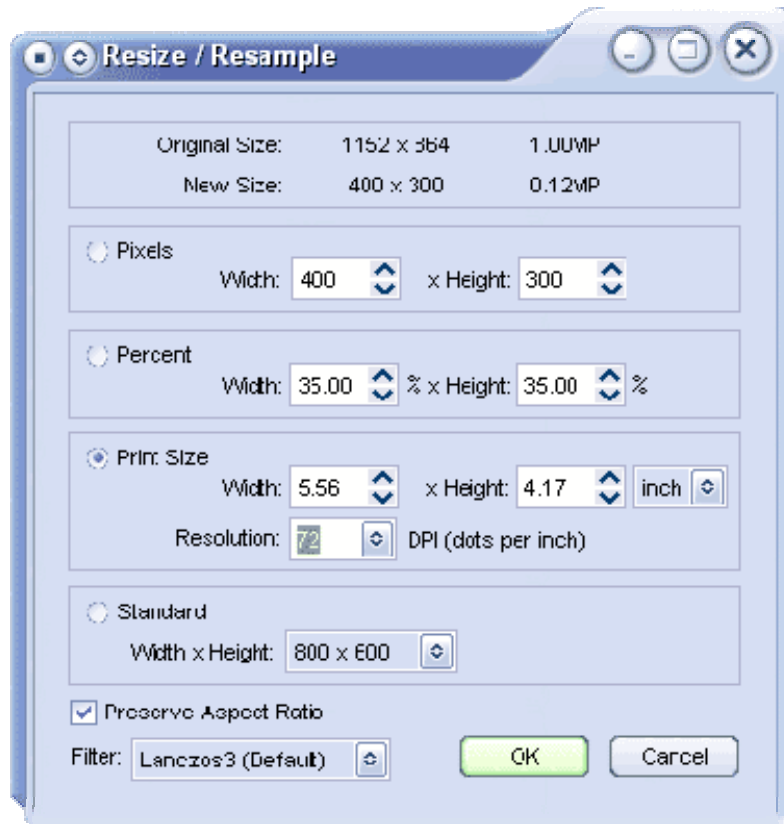 Resize / Resample
Original Size: 1152 x 864 1.00MP
New Size: 400 x 300 0.12MP
Pixels
Width: 400 x Height: 300
Percent
Width: 35.00 % x Height: 35.00 %
Print Size
Width: 5.56 x Height: 4.17 inch
Resolution: 72 DPI (dots per inch)
Standard
Width x Height: 800 x 600
Preserve Aspect Ratio
Filter: Lanczos3 (Default) OK Cancel